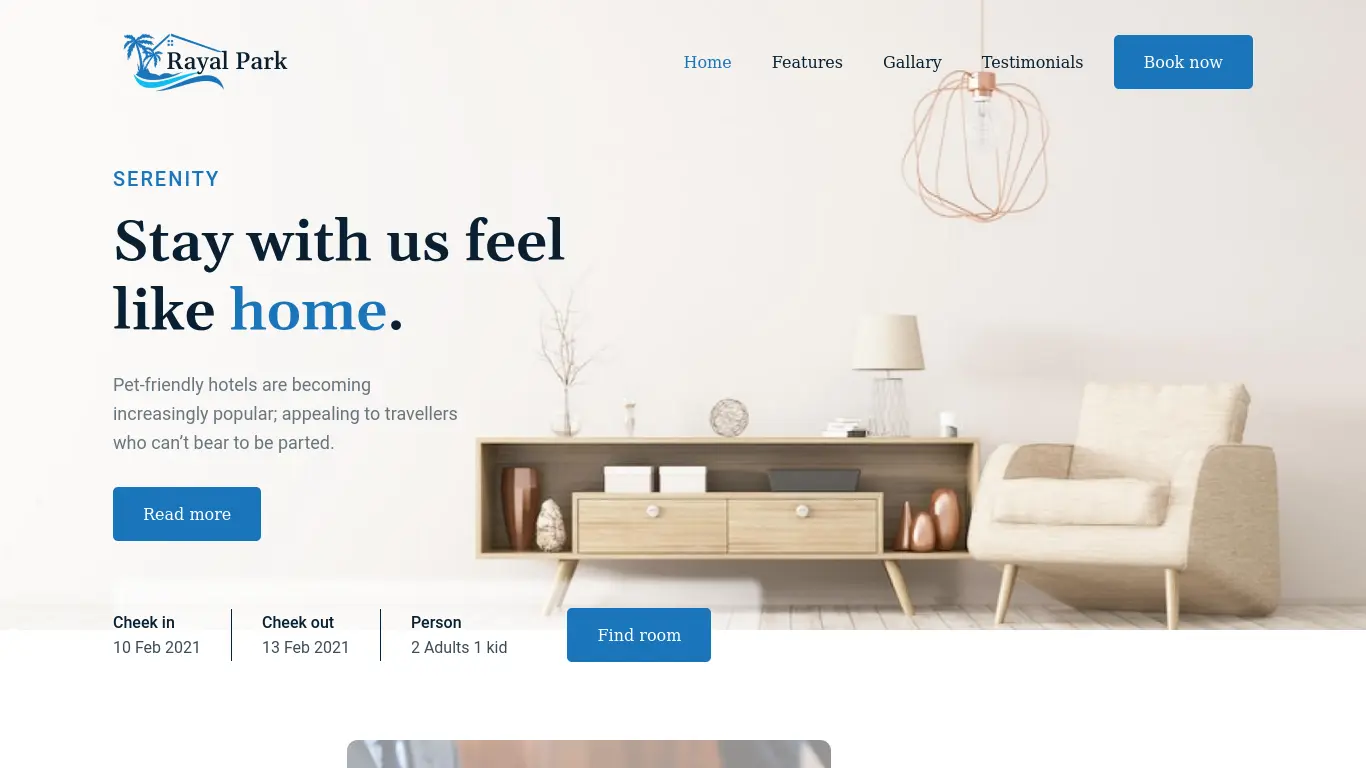 Rayal Park
Home Features Gallary Testimonials Book now
SERENITY
Stay with us feel
like home.
Pet-friendly hotels are becoming
increasingly popular; appealing to travellers
who can’t bear to be parted.
Read more
Cheek in
10 Feb 2021
Cheek out
13 Feb 2021
Person
2 Adults 1 kid
Find room